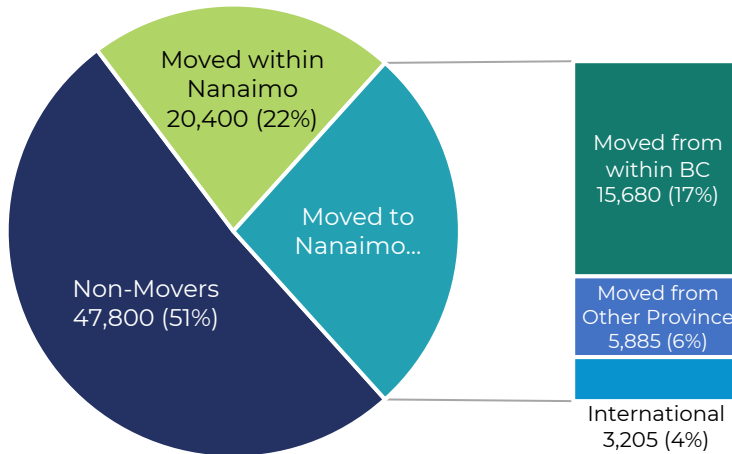 Moved within
Nanaimo
20,400 (22%)
Moved to
Nanaimo...
Non-Movers
47,800 (51%)
Moved from
within BC
15,680 (17%)
Moved from
Other Province
5,885 (6%)
International
3,205 (4%)